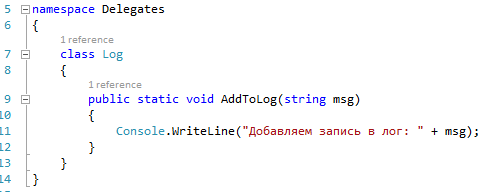 5 namespace Delegates
6 {
1 reference
7 class Log
8 {
1 reference
9 public static void AddToLog(string msg)
10 {
11 Console.WriteLine("Добавляем запись в лог: " + msg);
12 }
13 }
14 }